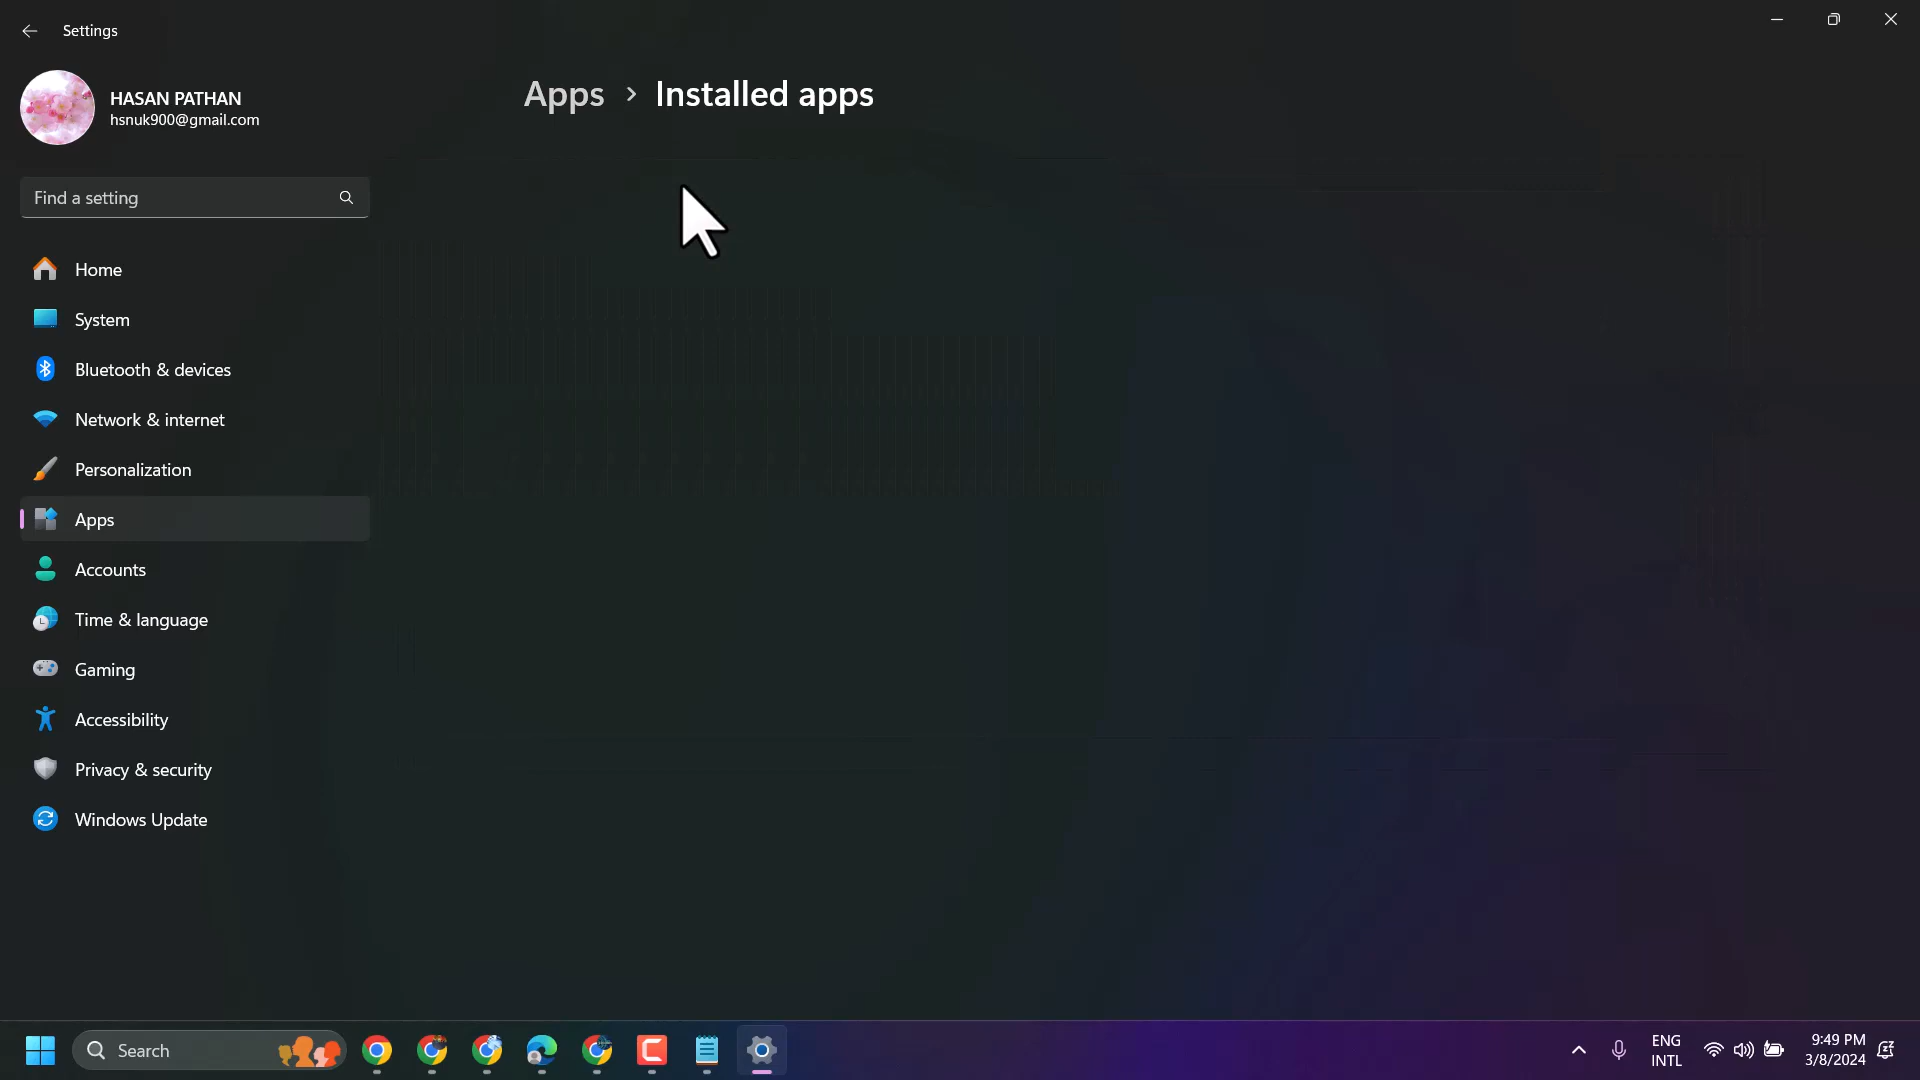 Settings
HASAN PATHAN
hsnuk900@gmail.com
Apps > Installed apps
Find a setting
Home
System
Bluetooth & devices
Network & internet
Personalization
Apps
Accounts
Time & language
Gaming
Accessibility
Privacy & security
Windows Update
Search
ENG
INTL
9:49 PM
3/8/2024